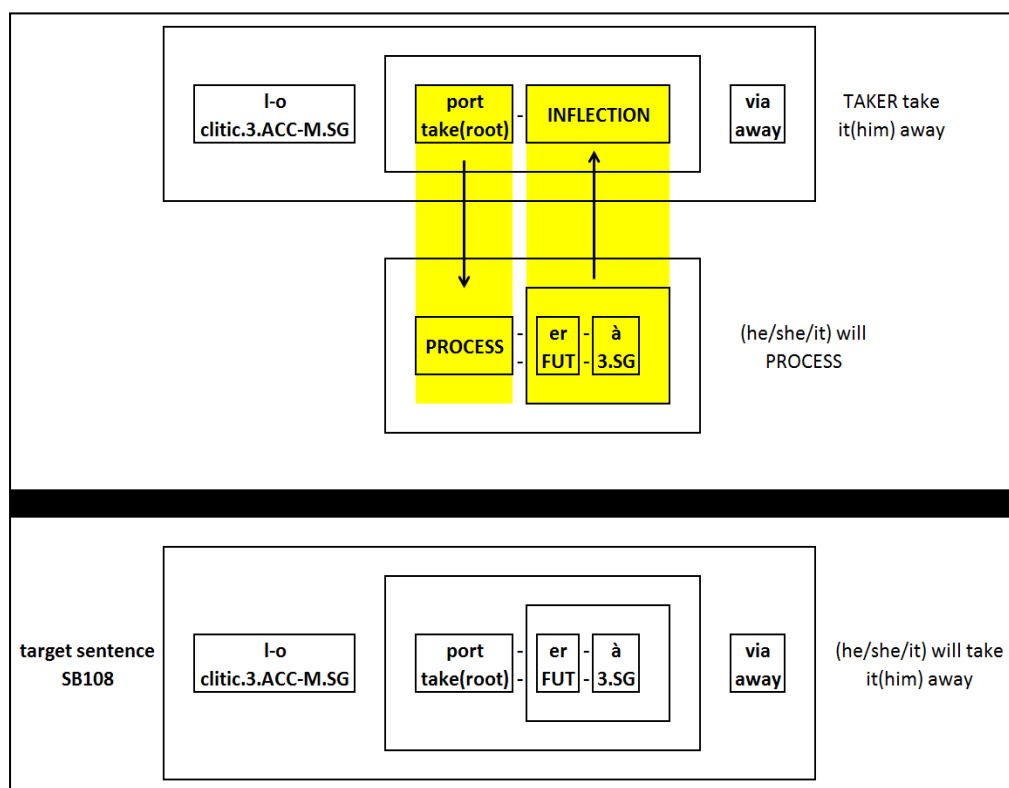 l-o port via
clitic.3.ACC-M.SG take(root) - INFLECTION away
TAKER take
it(him) away
PROCESS - er - à
- FUT - 3.SG
(he/she/it) will
PROCESS
target sentence
SB108
l-o port - er - à via
clitic.3.ACC-M.SG take(root) - FUT - 3.SG away
(he/she/it) will take
it(him) away